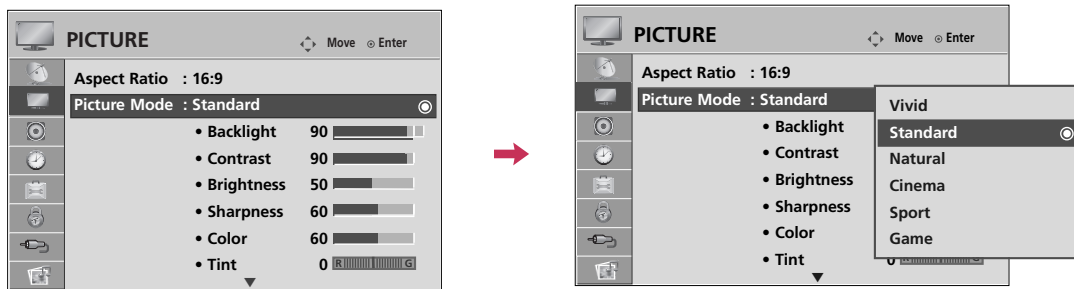 PICTURE
Move Enter
Aspect Ratio : 16:9
Picture Mode : Standard
• Backlight 90
• Contrast 90
• Brightness 50
• Sharpness 60
• Color 60
• Tint 0 R G
PICTURE
Move Enter
Aspect Ratio : 16:9
Picture Mode : Standard
• Backlight
• Contrast
• Brightness
• Sharpness
• Color
• Tint
Vivid
Standard
Natural
Cinema
Sport
Game